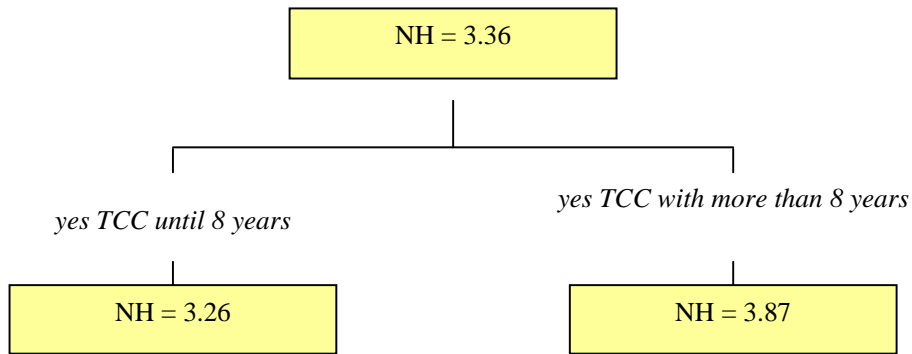 NH = 3.36
yes TCC until 8 years
yes TCC with more than 8 years
NH = 3.26
NH = 3.87